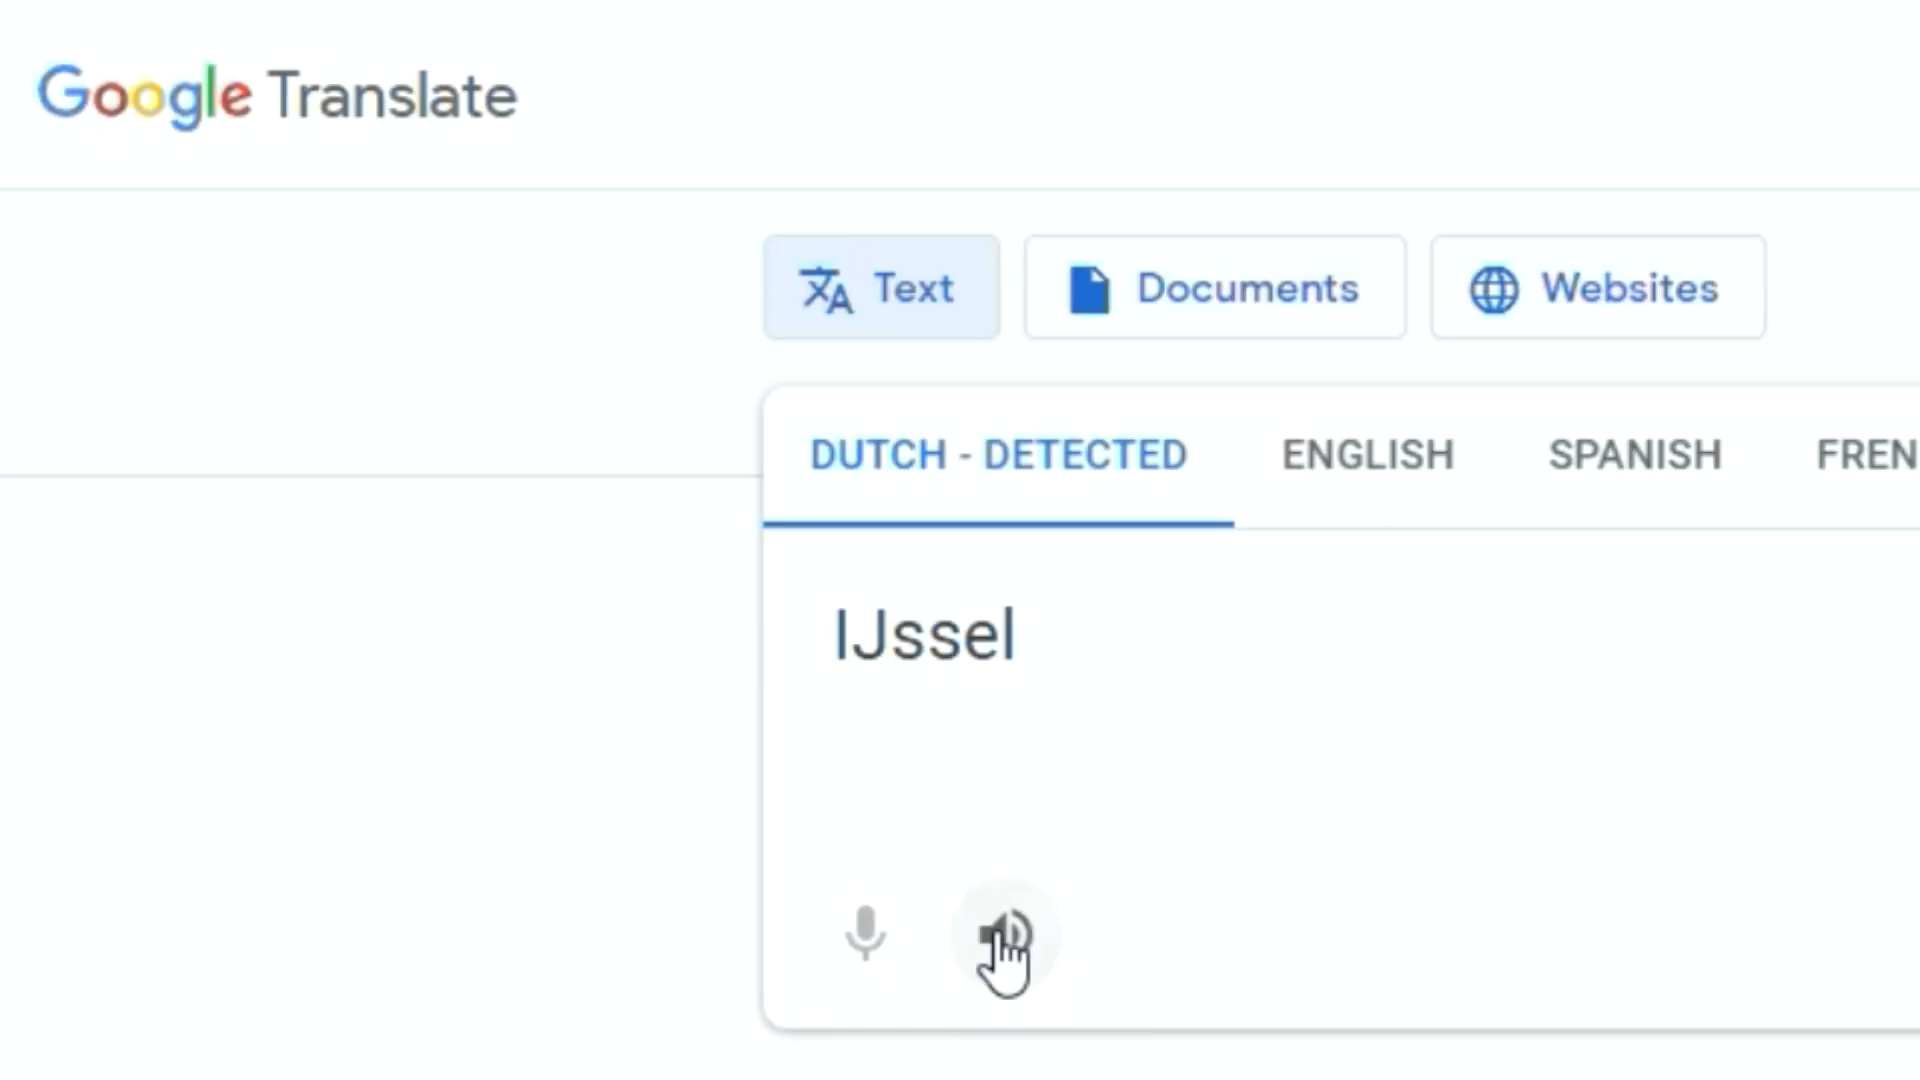 Google Translate
Text Documents Websites
DUTCH - DETECTED ENGLISH SPANISH FREN
IJssel